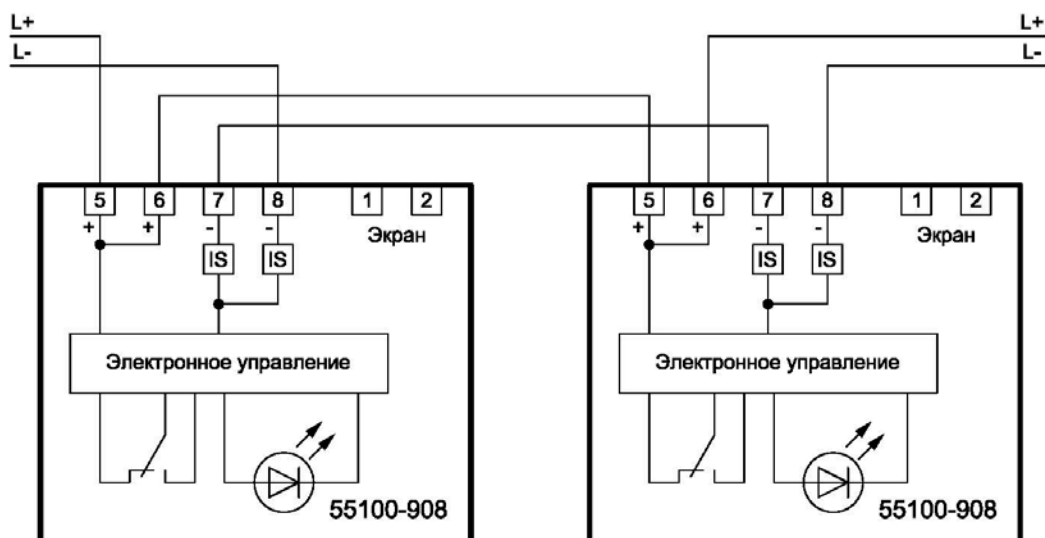 L+ L+
L- L-
5 6 7 8 1 2 5 6 7 8 1 2
+ + - - Экран + + - - Экран
IS IS IS IS
Электронное управление Электронное управление
55100-908 55100-908